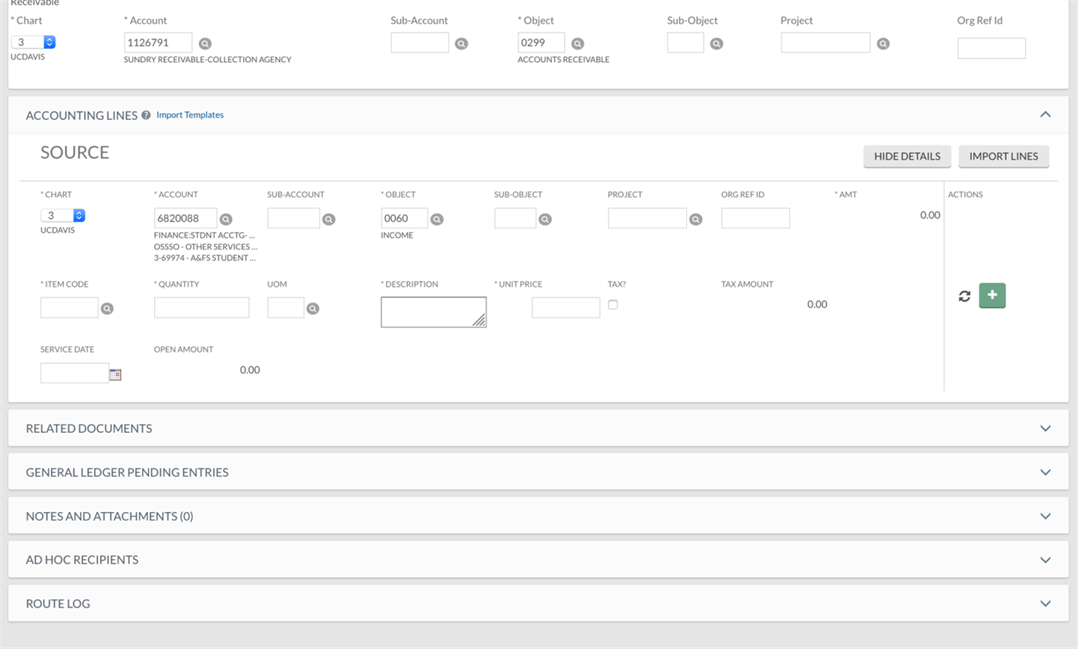 Receivable
* Chart * Account Sub-Account * Object Sub-Object Project Org Ref Id
3 1126791 0299
UCDAVIS SUNDRY RECEIVABLE-COLLECTION AGENCY ACCOUNTS RECEIVABLE
ACCOUNTING LINES ? Import Templates
SOURCE
HIDE DETAILS IMPORT LINES
* CHART * ACCOUNT SUB-ACCOUNT * OBJECT SUB-OBJECT PROJECT ORG REF ID * AMT ACTIONS
3 6820088 0060 0.00
UCDAVIS FINANCE:STDNT ACCTG- ... INCOME
OSSSO - OTHER SERVICES ...
3-69974 - A&FS STUDENT ...
* ITEM CODE * QUANTITY UOM * DESCRIPTION * UNIT PRICE TAX? TAX AMOUNT
0.00
SERVICE DATE OPEN AMOUNT
0.00
RELATED DOCUMENTS
GENERAL LEDGER PENDING ENTRIES
NOTES AND ATTACHMENTS (0)
AD HOC RECIPIENTS
ROUTE LOG